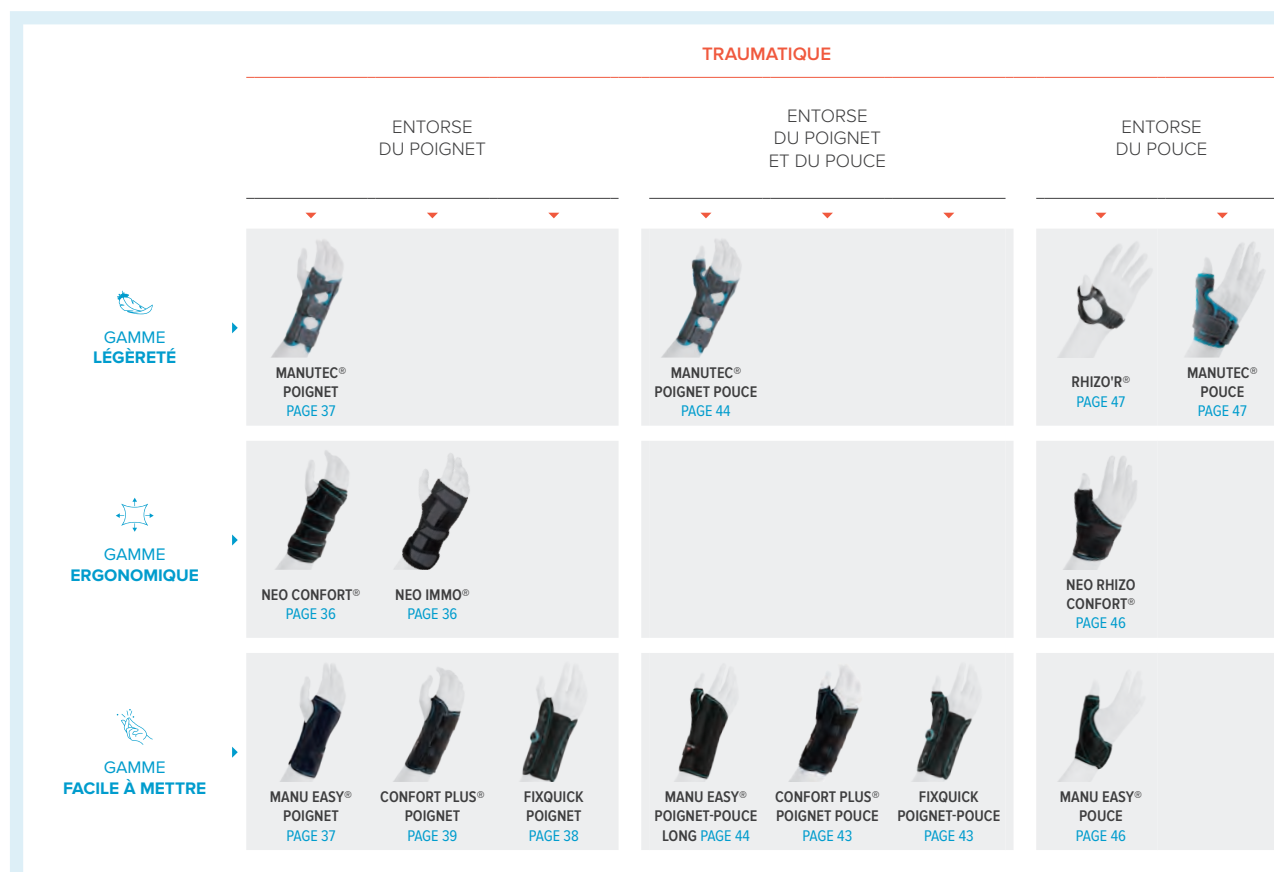 TRAUMATIQUE
ENTORSE
DU POIGNET
ENTORSE
DU POIGNET
ET DU POUCE
ENTORSE
DU POUCE
GAMME
LÉGÈRETÉ
MANUTEC®
POIGNET
PAGE 37
MANUTEC®
POIGNET POUCE
PAGE 44
RHIZO'R®
PAGE 47
MANUTEC®
POUCE
PAGE 47
GAMME
ERGONOMIQUE
NEO CONFORT®
PAGE 36
NEO IMMO®
PAGE 36
NEO RHIZO
CONFORT®
PAGE 46
GAMME
FACILE À METTRE
MANU EASY®
POIGNET
PAGE 37
CONFORT PLUS®
POIGNET
PAGE 39
FIXQUICK
POIGNET
PAGE 38
MANU EASY®
POIGNET-POUCE
LONG PAGE 44
CONFORT PLUS®
POIGNET POUCE
PAGE 43
FIXQUICK
POIGNET-POUCE
PAGE 43
MANU EASY®
POUCE
PAGE 46